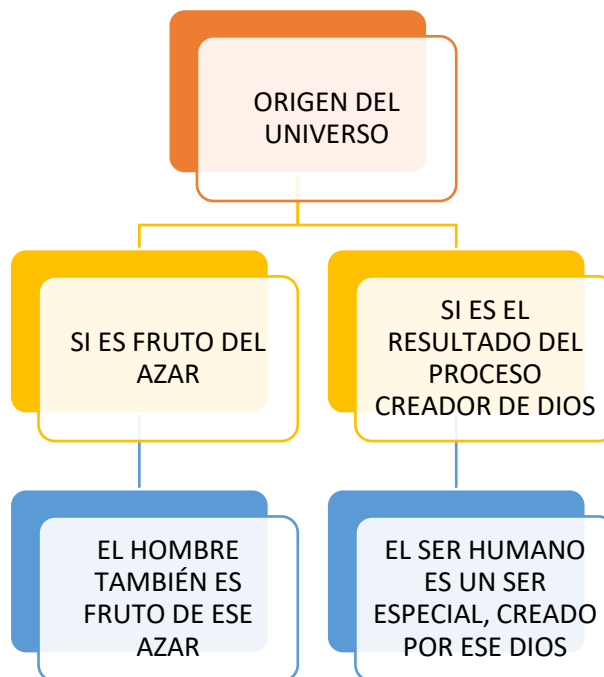 ORIGEN DEL
UNIVERSO
SI ES FRUTO DEL
AZAR
SI ES EL
RESULTADO DEL
PROCESO
CREADOR DE DIOS
EL HOMBRE
TAMBIÉN ES
FRUTO DE ESE
AZAR
EL SER HUMANO
ES UN SER
ESPECIAL, CREADO
POR ESE DIOS